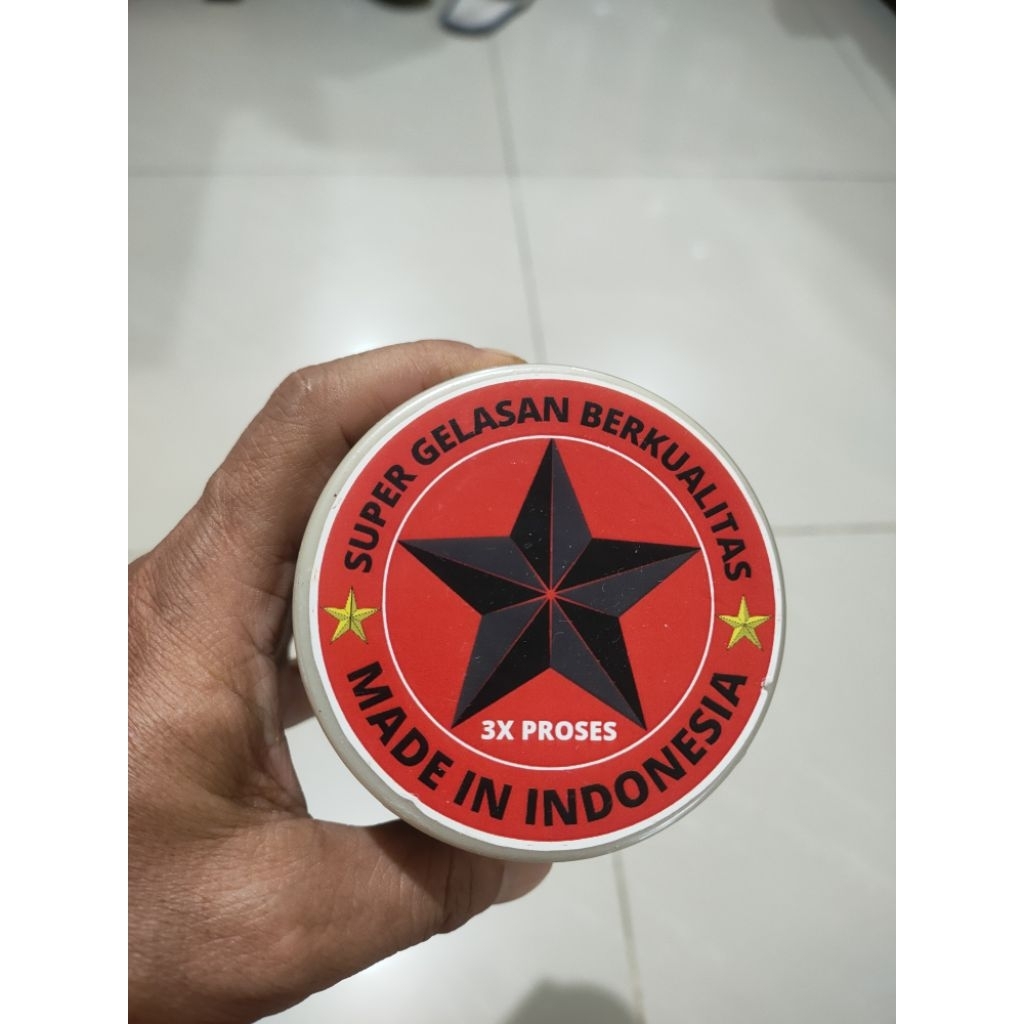 SUPER GELASAN BERKUALITAS
3X PROSES
MADE IN INDONESIA